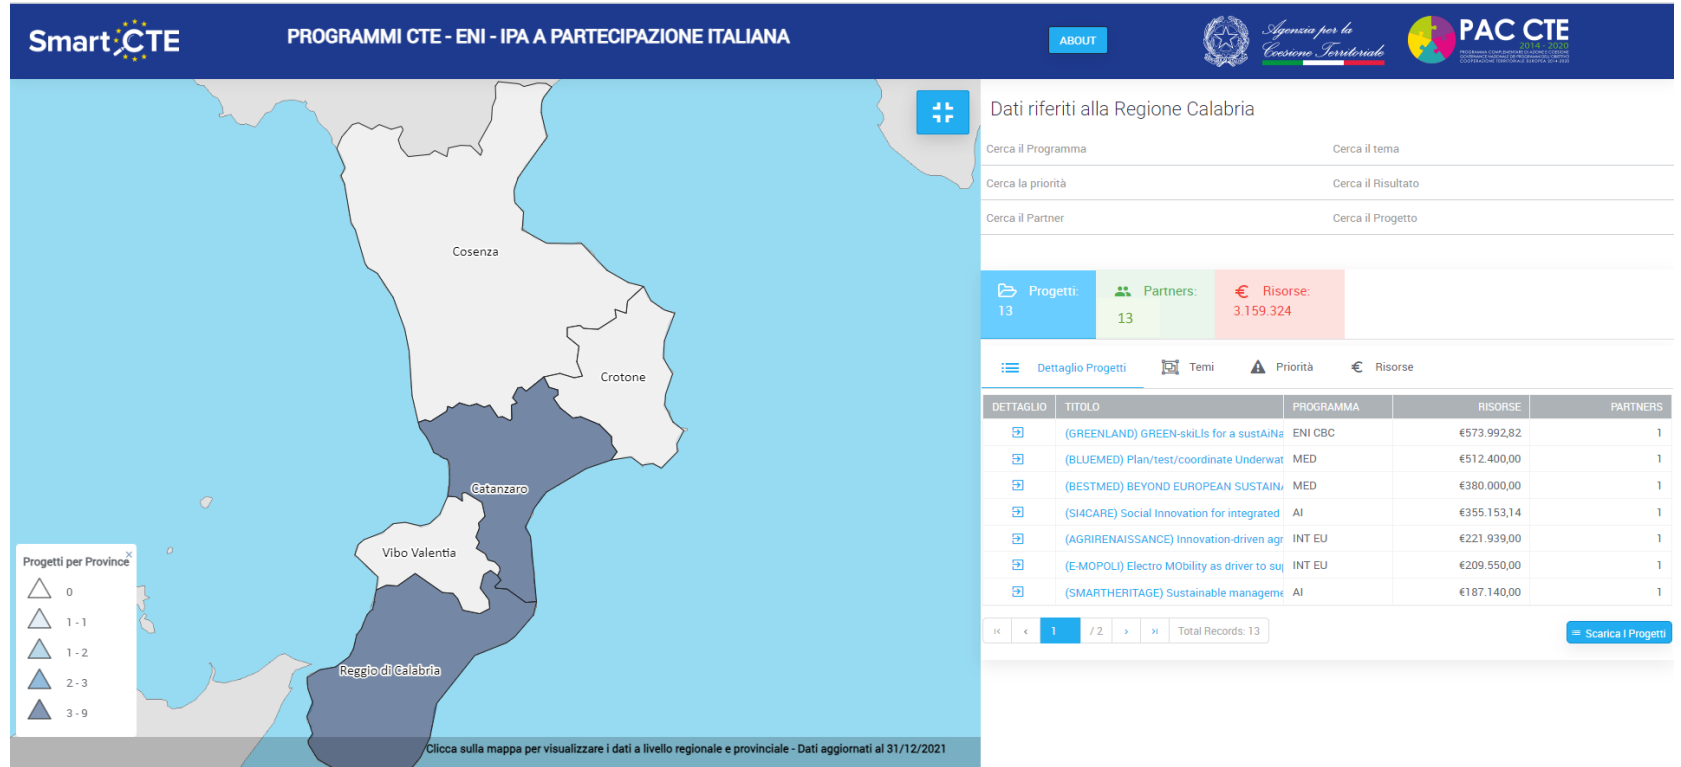 SmartCTE
PROGRAMMI CTE - ENI - IPA A PARTECIPAZIONE ITALIANA
ABOUT
Agenzia per la
Coesione Territoriale
PAC CTE
2014 - 2020
Dati riferiti alla Regione Calabria
Cerca il Programma
Cerca il tema
Cerca la priorità
Cerca il Risultato
Cerca il Partner
Cerca il Progetto
Progetti:
13
Partners:
13
€ Risorse:
3.159.324
Dettaglio Progetti
Temi
Priorità
€ Risorse
DETTAGLIO TITOLO PROGRAMMA RISORSE PARTNERS
(GREENLAND) GREEN-skiLls for a sustAiNa ENI CBC €573.992,82 1
(BLUEMED) Plan/test/coordinate Underwat MED €512.400,00 1
(BESTMED) BEYOND EUROPEAN SUSTAIN MED €380.000,00 1
(SI4CARE) Social Innovation for integrated AI €355.153,14 1
(AGRIRENAISSANCE) Innovation-driven agr INT EU €221.939,00 1
(E-MOPOLI) Electro MObility as driver to su INT EU €209.550,00 1
(SMARTHERITAGE) Sustainable manageme AI €187.140,00 1
1 / 2 Total Records: 13
Scarica I Progetti
Cosenza
Crotone
Catanzaro
Vibo Valentia
Reggio di Calabria
Progetti per Province ×
0
1 - 1
1 - 2
2 - 3
3 - 9
Clicca sulla mappa per visualizzare i dati a livello regionale e provinciale - Dati aggiornati al 31/12/2021